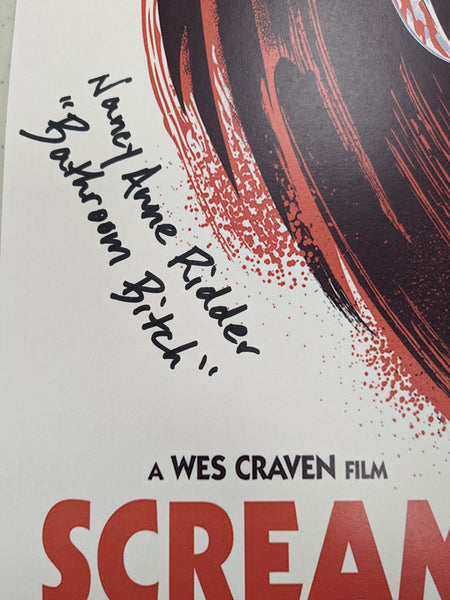 Nancy Anne Ridder
"Bathroom Bitch"
A WES CRAVEN FILM
SCREAM